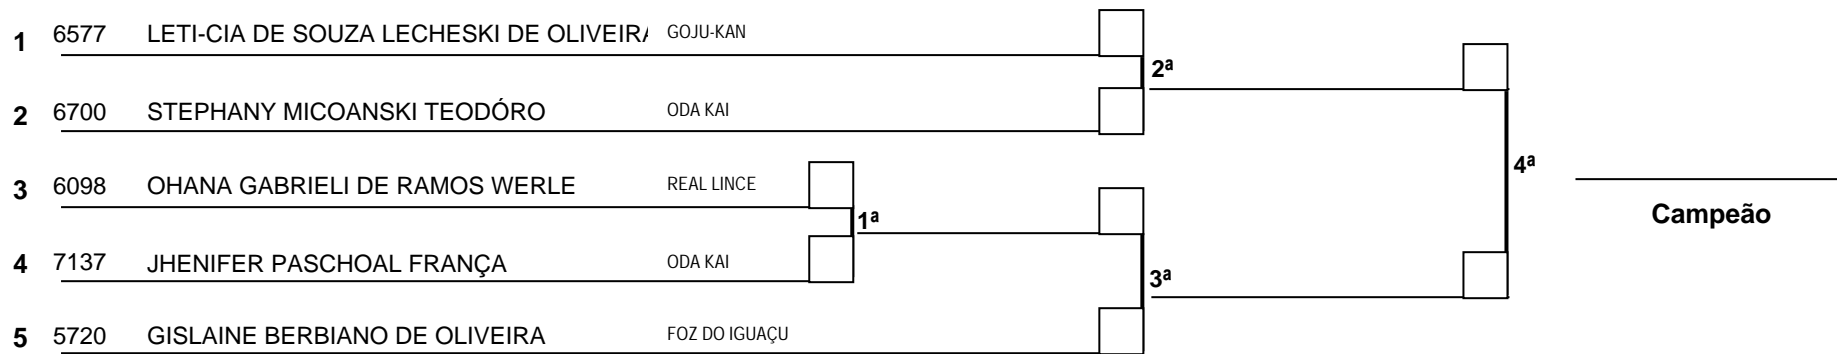 1 6577 LETI-CIA DE SOUZA LECHESKI DE OLIVEIRA GOJU-KAN
2ª
2 6700 STEPHANY MICOANSKI TEODÓRO ODA KAI
3 6098 OHANA GABRIELI DE RAMOS WERLE REAL LINCE
4ª
1ª
Campeão
4 7137 JHENIFER PASCHOAL FRANÇA ODA KAI
3ª
5 5720 GISLAINE BERBIANO DE OLIVEIRA FOZ DO IGUAÇU